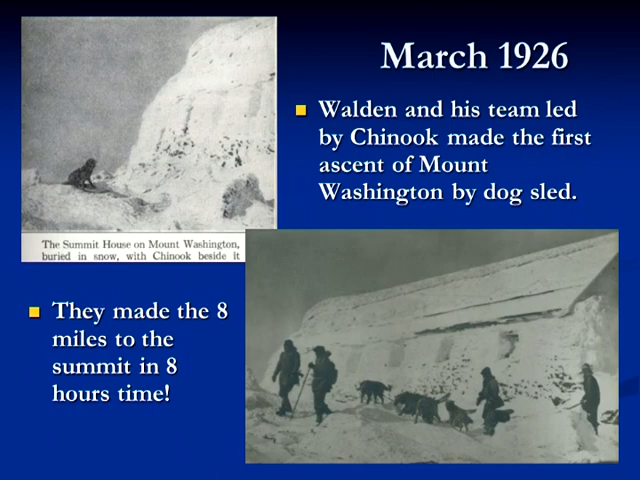 March 1926
Walden and his team led
by Chinook made the first
ascent of Mount
Washington by dog sled.
The Summit House on Mount Washington,
buried in snow, with Chinook beside it
They made the 8
miles to the
summit in 8
hours time!